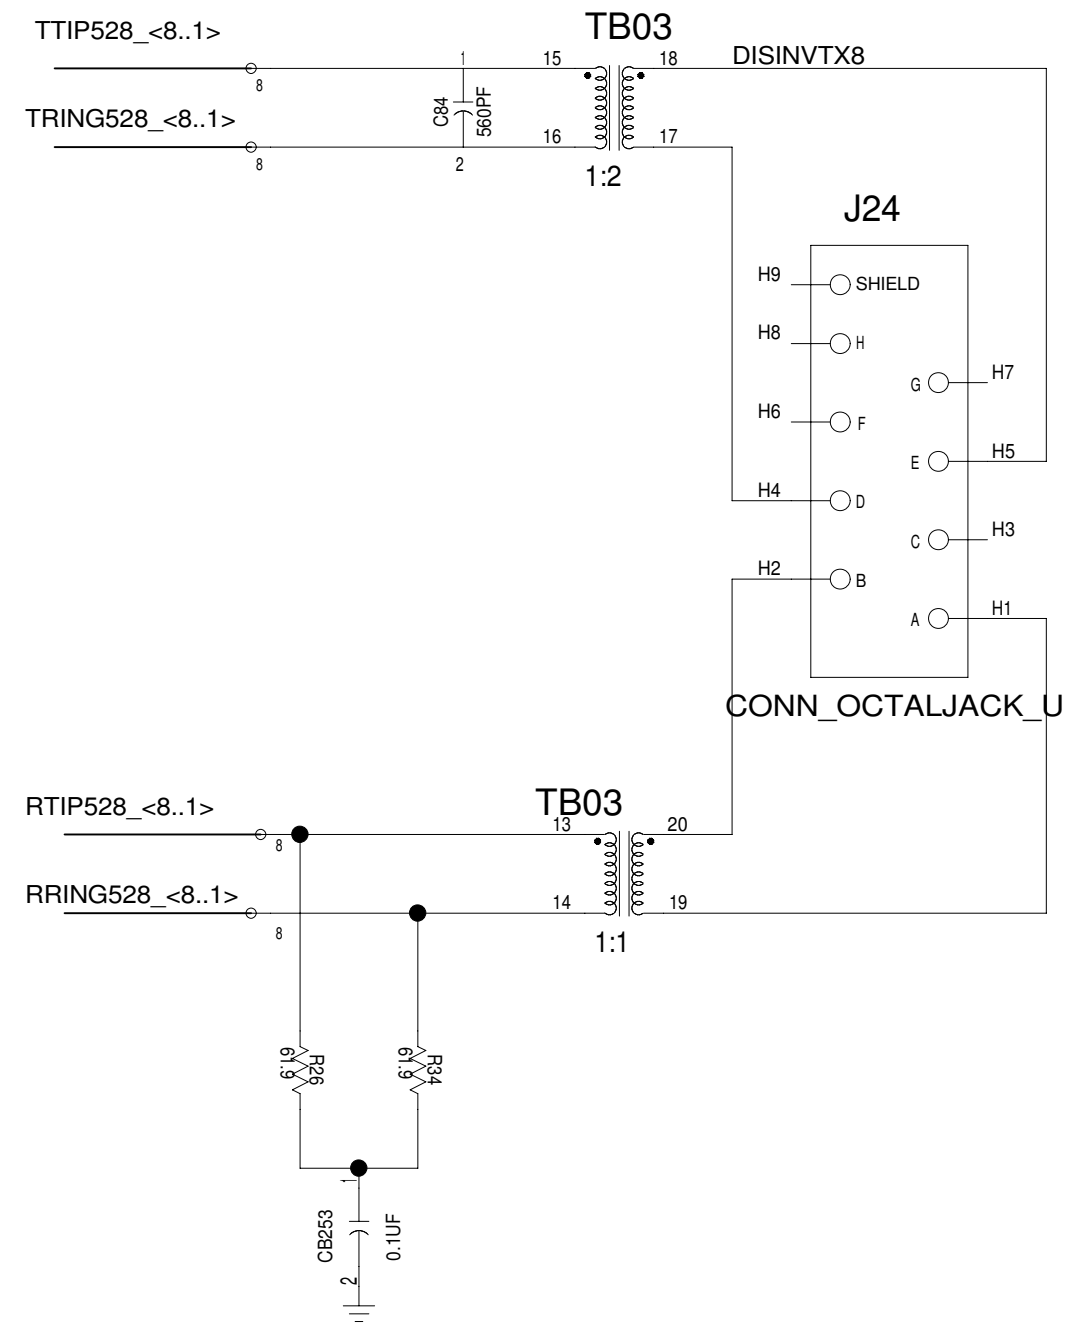 TTIP528_<8..1>
TB03
1
15
18
DISINVTX8
8
C84
560PF
TRING528_<8..1>
16
17
8
2
1:2
J24
H9
SHIELD
H8
H
G
H7
H6
F
E
H5
H4
D
C
H3
H2
B
A
H1
CONN_OCTALJACK_U
RTIP528_<8..1>
TB03
13
20
8
RRING528_<8..1>
14
19
8
1:1
61.9
R26
61.9
R34
1
CB253
0.1UF
2